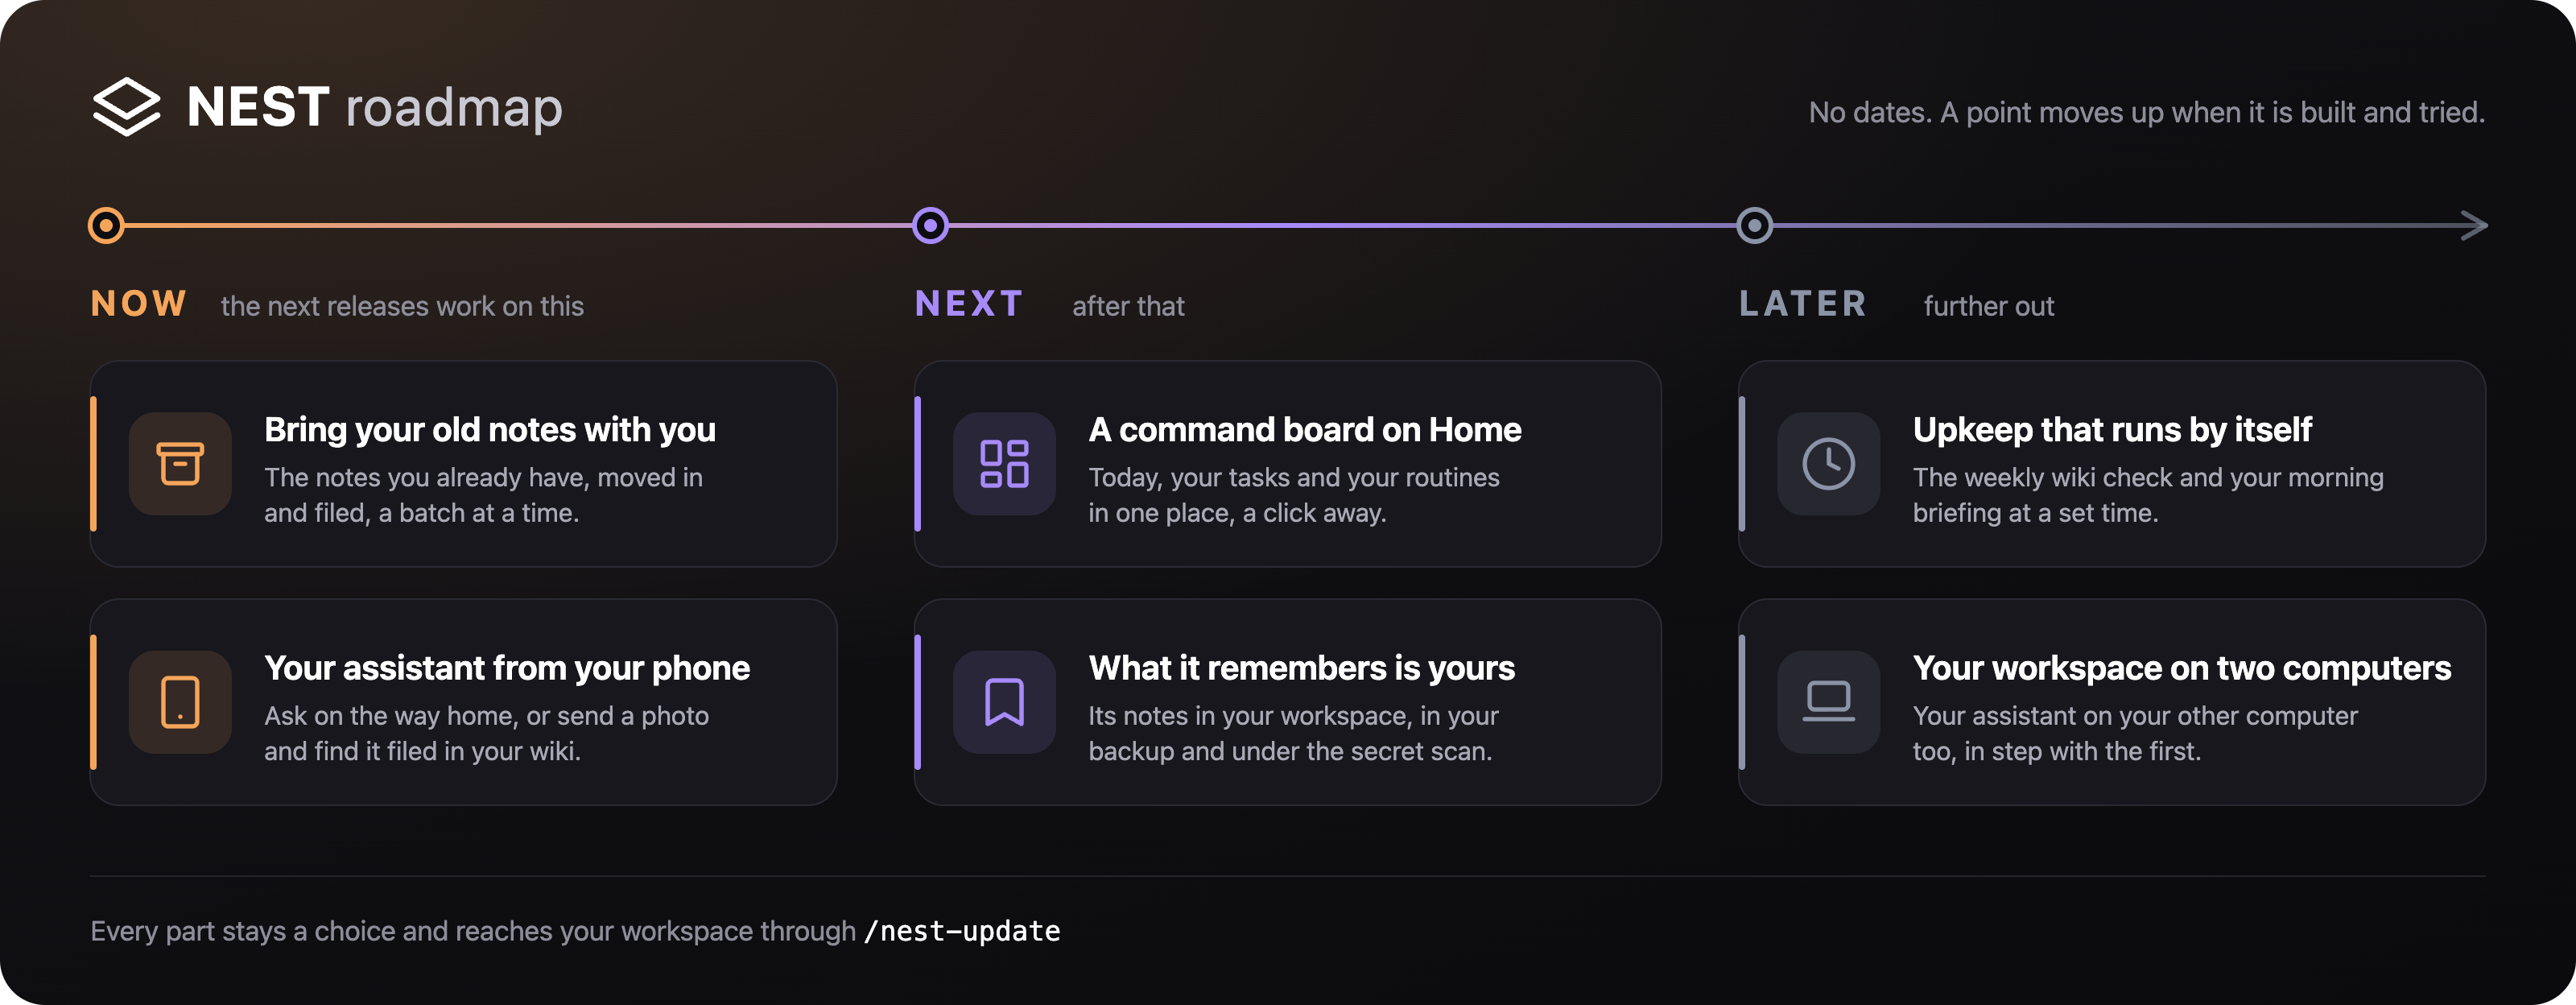 NEST roadmap
No dates. A point moves up when it is built and tried.
NOW the next releases work on this
Bring your old notes with you
The notes you already have, moved in
and filed, a batch at a time.
Your assistant from your phone
Ask on the way home, or send a photo
and find it filed in your wiki.
NEXT after that
A command board on Home
Today, your tasks and your routines
in one place, a click away.
What it remembers is yours
Its notes in your workspace, in your
backup and under the secret scan.
LATER further out
Upkeep that runs by itself
The weekly wiki check and your morning
briefing at a set time.
Your workspace on two computers
Your assistant on your other computer
too, in step with the first.
Every part stays a choice and reaches your workspace through /nest-update